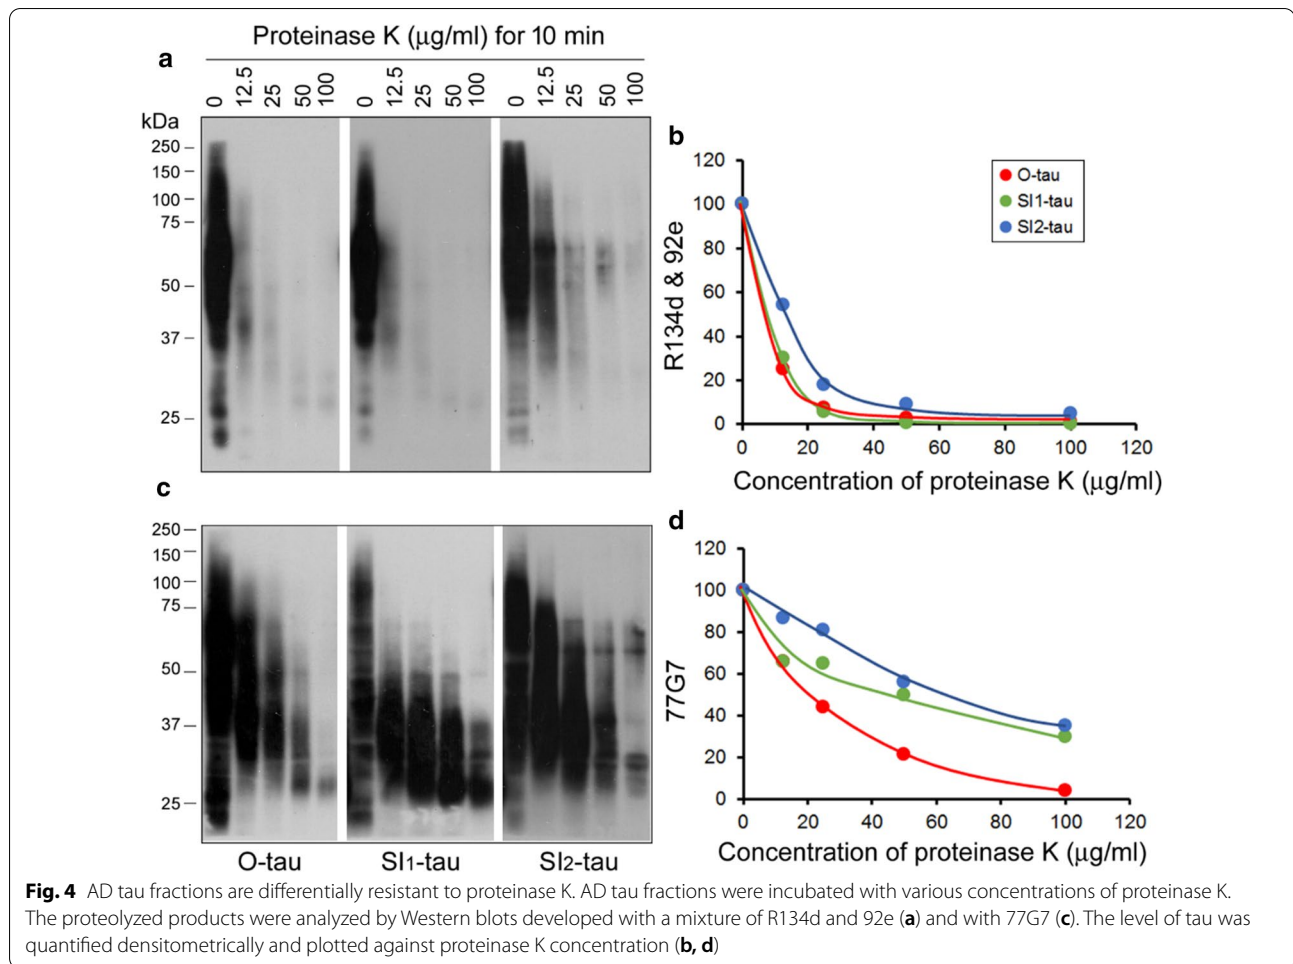 Proteinase K (μg/ml) for 10 min
a
0 12.5 25 50 100 0 12.5 25 50 100 0 12.5 25 50 100
kDa
250
150
100
75
50
37
25
b
120
100
80
60
40
20
0
R134d & 92e
O-tau
SI1-tau
SI2-tau
0 20 40 60 80 100 120
Concentration of proteinase K (μg/ml)
c
250
150
100
75
50
37
25
O-tau SI1-tau SI2-tau
d
120
100
80
60
40
20
0
77G7
0 20 40 60 80 100 120
Concentration of proteinase K (μg/ml)
Fig. 4 AD tau fractions are differentially resistant to proteinase K. AD tau fractions were incubated with various concentrations of proteinase K.
The proteolyzed products were analyzed by Western blots developed with a mixture of R134d and 92e (a) and with 77G7 (c). The level of tau was
quantified densitometrically and plotted against proteinase K concentration (b, d)